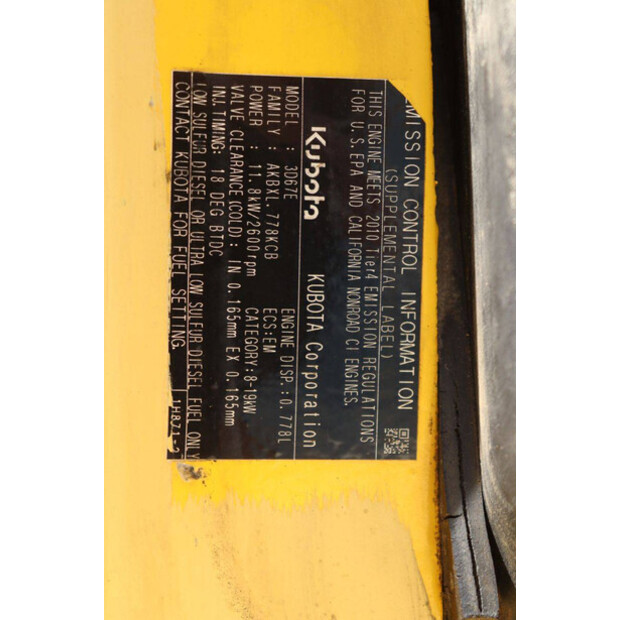 EMISSION CONTROL INFORMATION
(SUPPLEMENTAL LABEL)
THIS ENGINE MEETS 2010 Tier4 EMISSION REGULATIONS
FOR U.S. EPA AND CALIFORNIA NONROAD CI ENGINES.
Kubota KUBOTA Corporation
MODEL : 3D67E ENGINE DISP.: 0.778L
FAMILY : AKBXL.778KCB ECS:EM
POWER : 11.8kW/2600rpm CATEGORY:8-19kW
VALVE CLEARANCE(COLD): IN 0.165mm EX 0.165mm
INJ.TIMING: 18 DEG BTDC
LOW SULFUR DIESEL OR ULTRA LOW SULFUR DIESEL FUEL ONLY
CONTACT KUBOTA FOR FUEL SETTING. 1H871-2